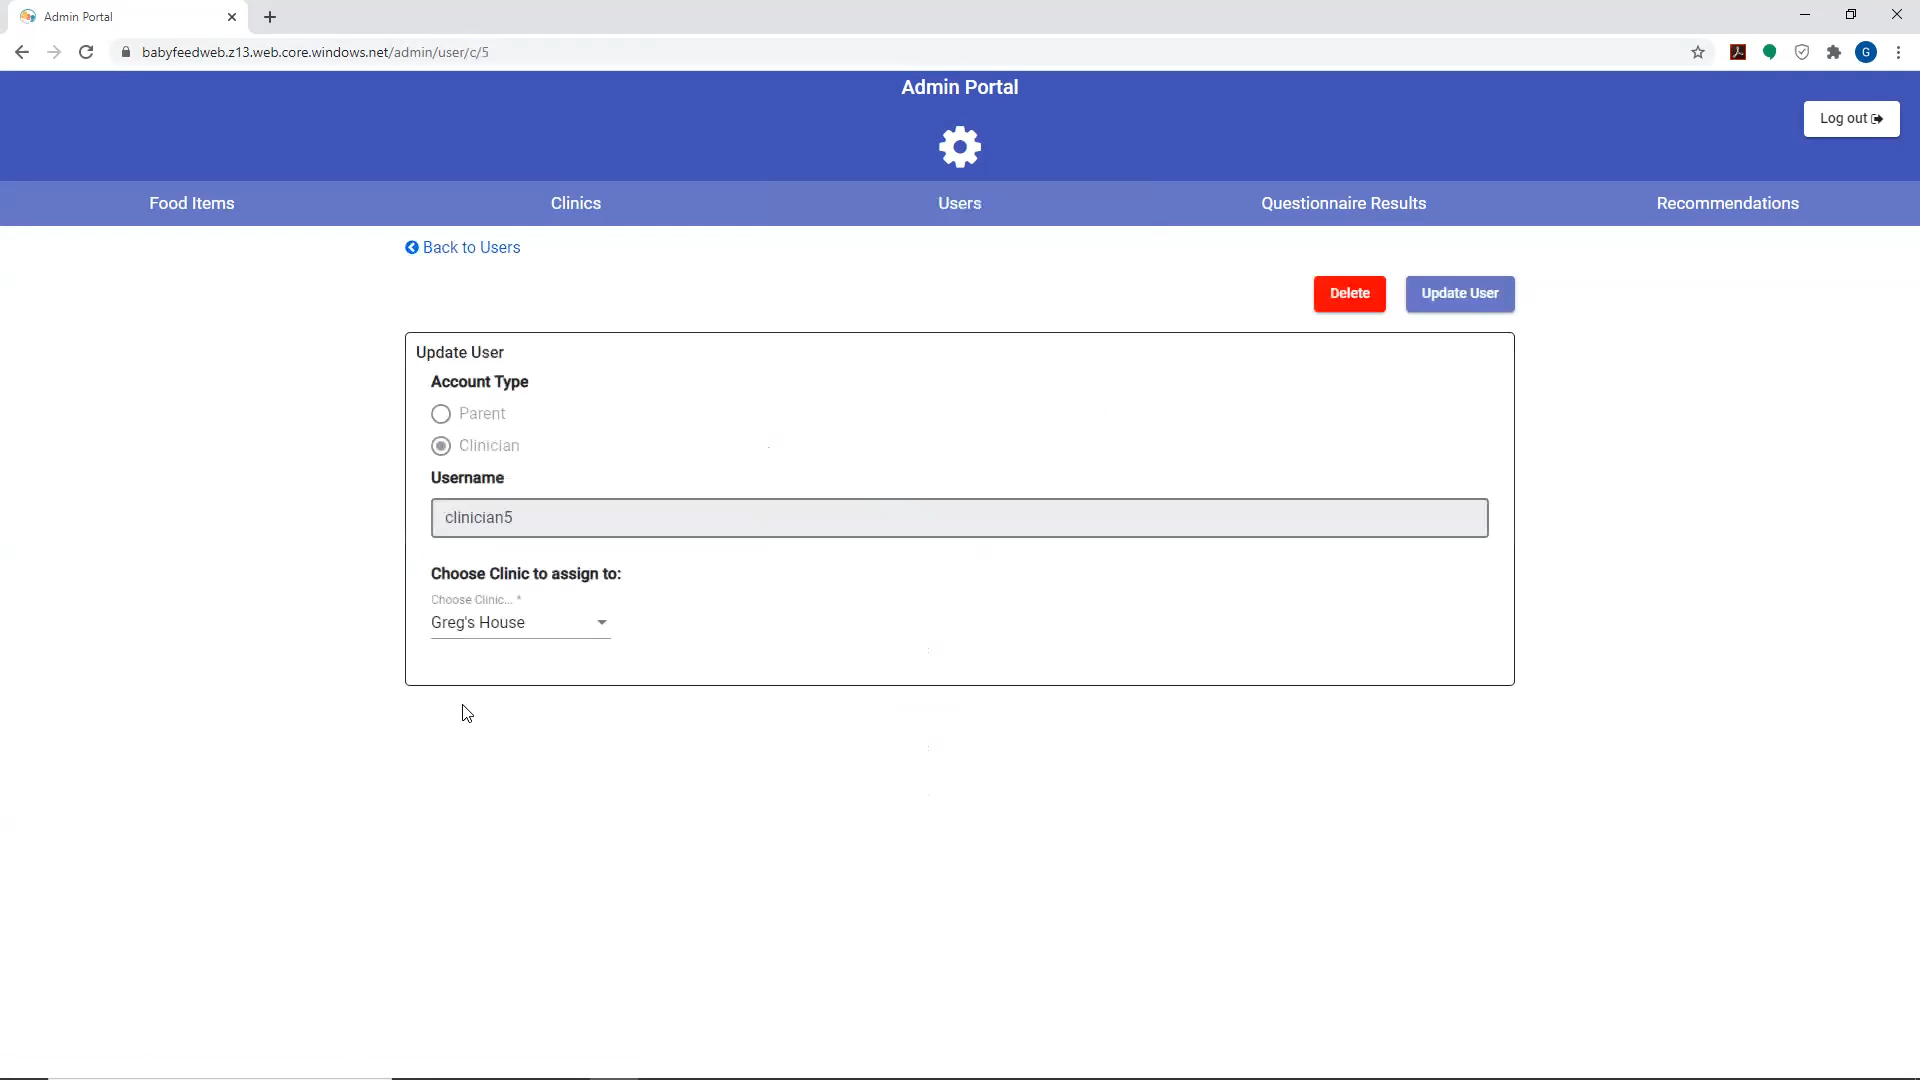 Admin Portal
babyfeedweb.z13.web.core.windows.net/admin/user/c/5
G
Admin Portal
Log out
Food Items
Clinics
Users
Questionnaire Results
Recommendations
Back to Users
Delete
Update User
Update User
Account Type
Parent
Clinician
Username
clinician5
Choose Clinic to assign to:
Choose Clinic... *
Greg's House